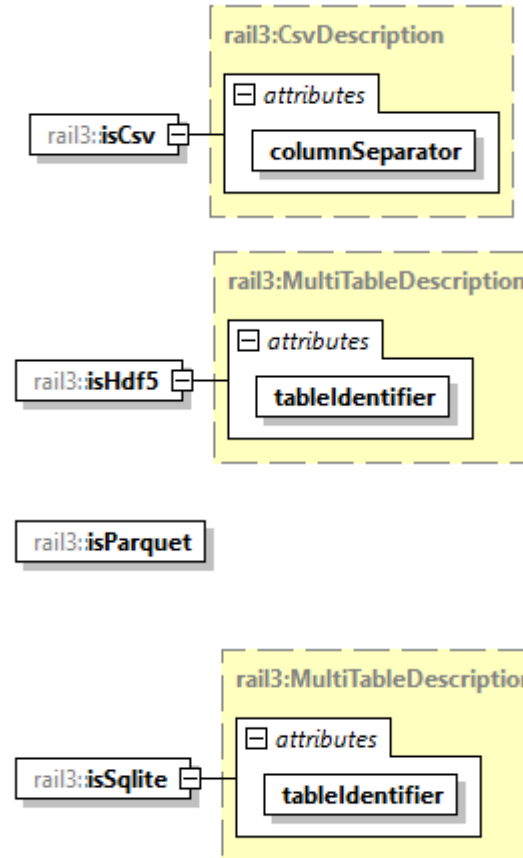 rail3:CsvDescription
attributes
rail3::isCsv
columnSeparator
rail3:MultiTableDescription
attributes
rail3::isHdf5
tableIdentifier
rail3::isParquet
rail3:MultiTableDescription
attributes
rail3::isSqlite
tableIdentifier